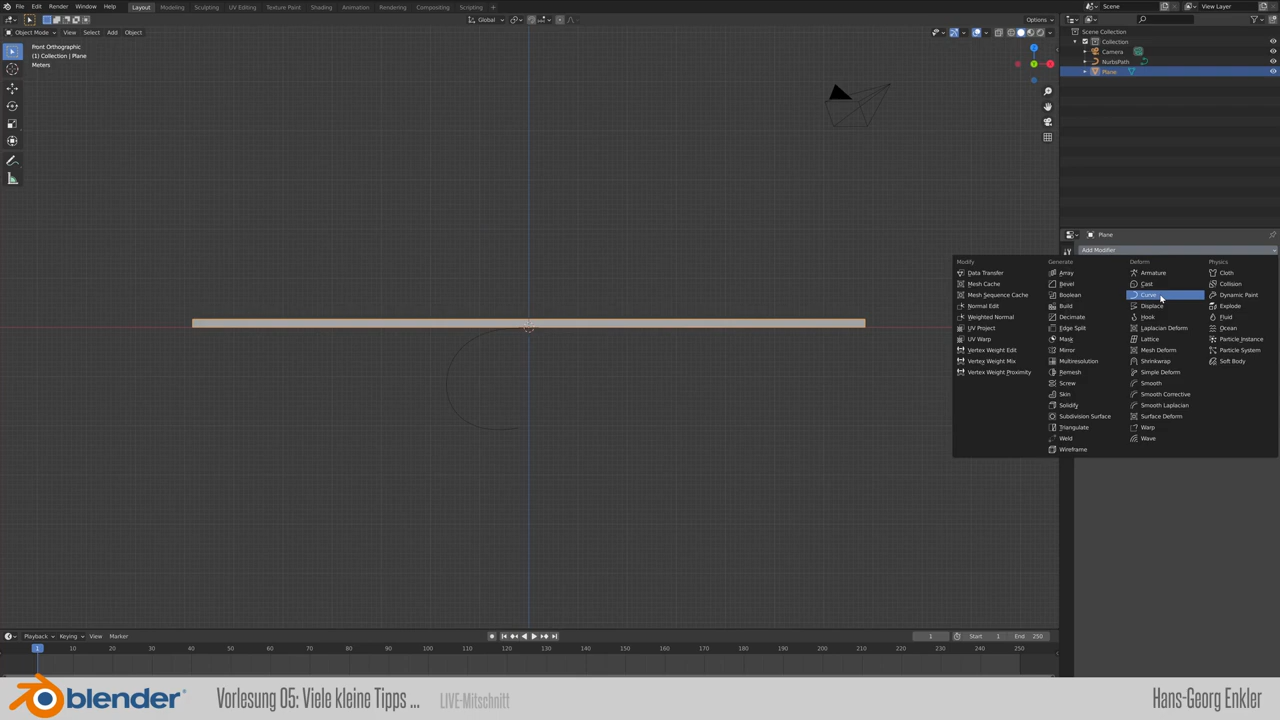 File Edit Render Window Help Layout Modeling Sculpting UV Editing Texture Paint Shading Animation Rendering Compositing Scripting Scene View Layer
Global Options
Object Mode View Select Add Object
Front Orthographic
(1) Collection | Plane
Meters
Scene Collection
Collection
Camera
NurbsPath
Plane
Plane
Add Modifier
Modify Generate Deform Physics
Data Transfer Array Armature Cloth
Mesh Cache Bevel Cast Collision
Mesh Sequence Cache Boolean Curve Dynamic Paint
Normal Edit Build Displace Explode
Weighted Normal Decimate Hook Fluid
UV Project Edge Split Laplacian Deform Ocean
UV Warp Mask Lattice Particle Instance
Vertex Weight Edit Mirror Mesh Deform Particle System
Vertex Weight Mix Multiresolution Shrinkwrap Soft Body
Vertex Weight Proximity Remesh Simple Deform
Screw Smooth
Skin Smooth Corrective
Solidify Smooth Laplacian
Subdivision Surface Surface Deform
Triangulate Warp
Weld Wave
Wireframe
Playback Keying View Marker 1 Start 1 End 250
1 10 20 30 40 50 60 70 80 90 100 110 120 130 140 150 160 170 180 190 200 210 220 230 240 250
blender Vorlesung 05: Viele kleine Tipps ... LIVE-Mitschnitt Hans-Georg Enkler